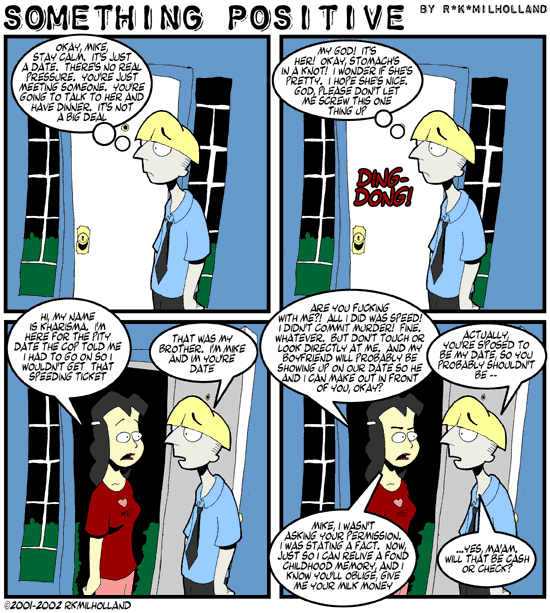 SOMETHING POSITIVE BY R*K*MILHOLLAND
OKAY, MIKE,
STAY CALM. IT'S JUST
A DATE. THERE'S NO REAL
PRESSURE. YOU'RE JUST
MEETING SOMEONE. YOU'RE
GOING TO TALK TO HER AND
HAVE DINNER. IT'S NOT
A BIG DEAL
MY GOD! IT'S
HER! OKAY, STOMACH'S
IN A KNOT! I WONDER IF SHE'S
PRETTY. I HOPE SHE'S NICE.
GOD, PLEASE DON'T LET
ME SCREW THIS ONE
THING UP
DING-
DONG!
HI, MY NAME
IS KHARISMA. I'M
HERE FOR THE PITY
DATE THE COP TOLD ME
I HAD TO GO ON SO I
WOULDN'T GET THAT
SPEEDING TICKET
THAT WAS MY
BROTHER. I'M MIKE
AND IM YOU'RE
DATE
ARE YOU FUCKING
WITH ME?! ALL I DID WAS SPEED!
I DIDN'T COMMIT MURDER! FINE.
WHATEVER. BUT DON'T TOUCH OR
LOOK DIRECTLY AT ME. AND MY
BOYFRIEND WILL PROBABLY BE
SHOWING UP ON OUR DATE SO HE
AND I CAN MAKE OUT IN FRONT
OF YOU, OKAY?
ACTUALLY,
YOU'RE SPOSED TO
BE MY DATE, SO YOU
PROBABLY SHOULDN'T
BE --
MIKE, I WASN'T
ASKING YOUR PERMISSION.
I WAS STATING A FACT. NOW,
JUST SO I CAN RELIVE A FOND
CHILDHOOD MEMORY, AND I
KNOW YOU'LL OBLIGE, GIVE
ME YOUR MILK MONEY
...YES, MA'AM.
WILL THAT BE CASH
OR CHECK?
©2001-2002 RKMILHOLLAND